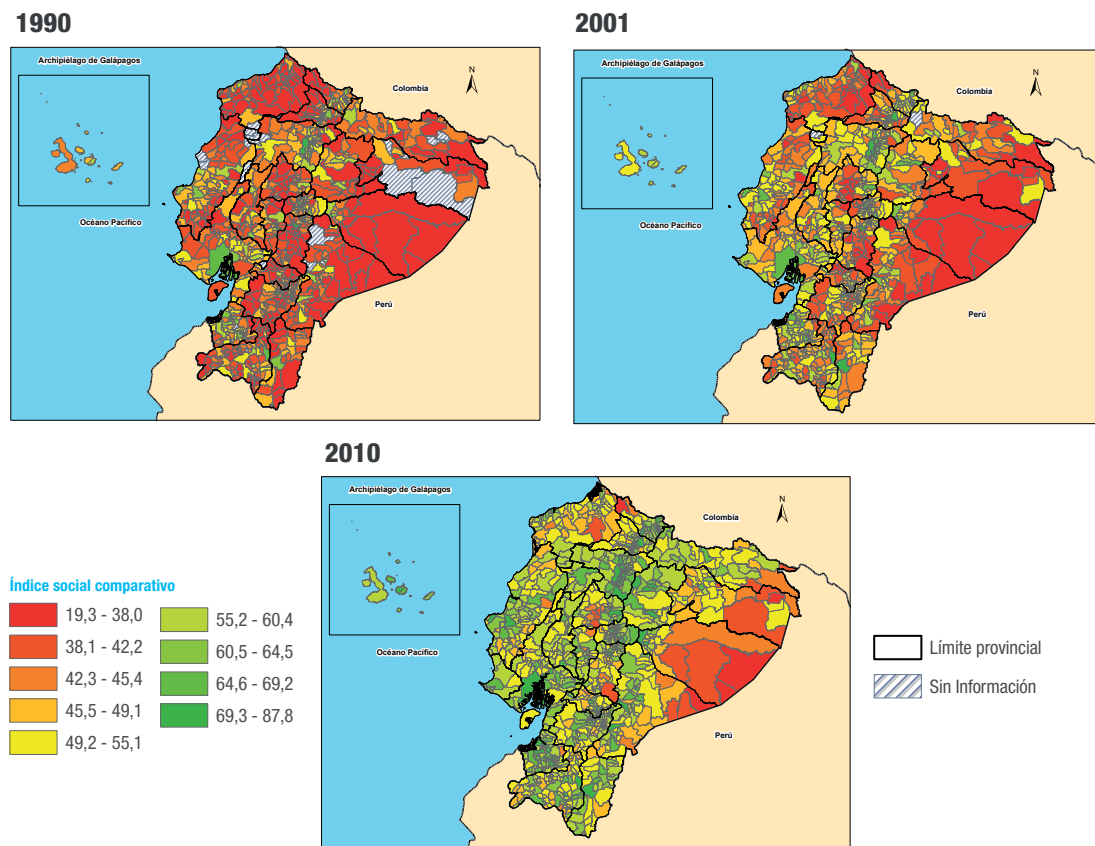 1990
Archipiélago de Galápagos
N
Colombia
Océano Pacífico
Perú
2001
Archipiélago de Galápagos
N
Colombia
Océano Pacífico
Perú
2010
Archipiélago de Galápagos
N
Colombia
Océano Pacífico
Perú
Índice social comparativo
19,3 - 38,0
38,1 - 42,2
42,3 - 45,4
45,5 - 49,1
49,2 - 55,1
55,2 - 60,4
60,5 - 64,5
64,6 - 69,2
69,3 - 87,8
Límite provincial
Sin Información